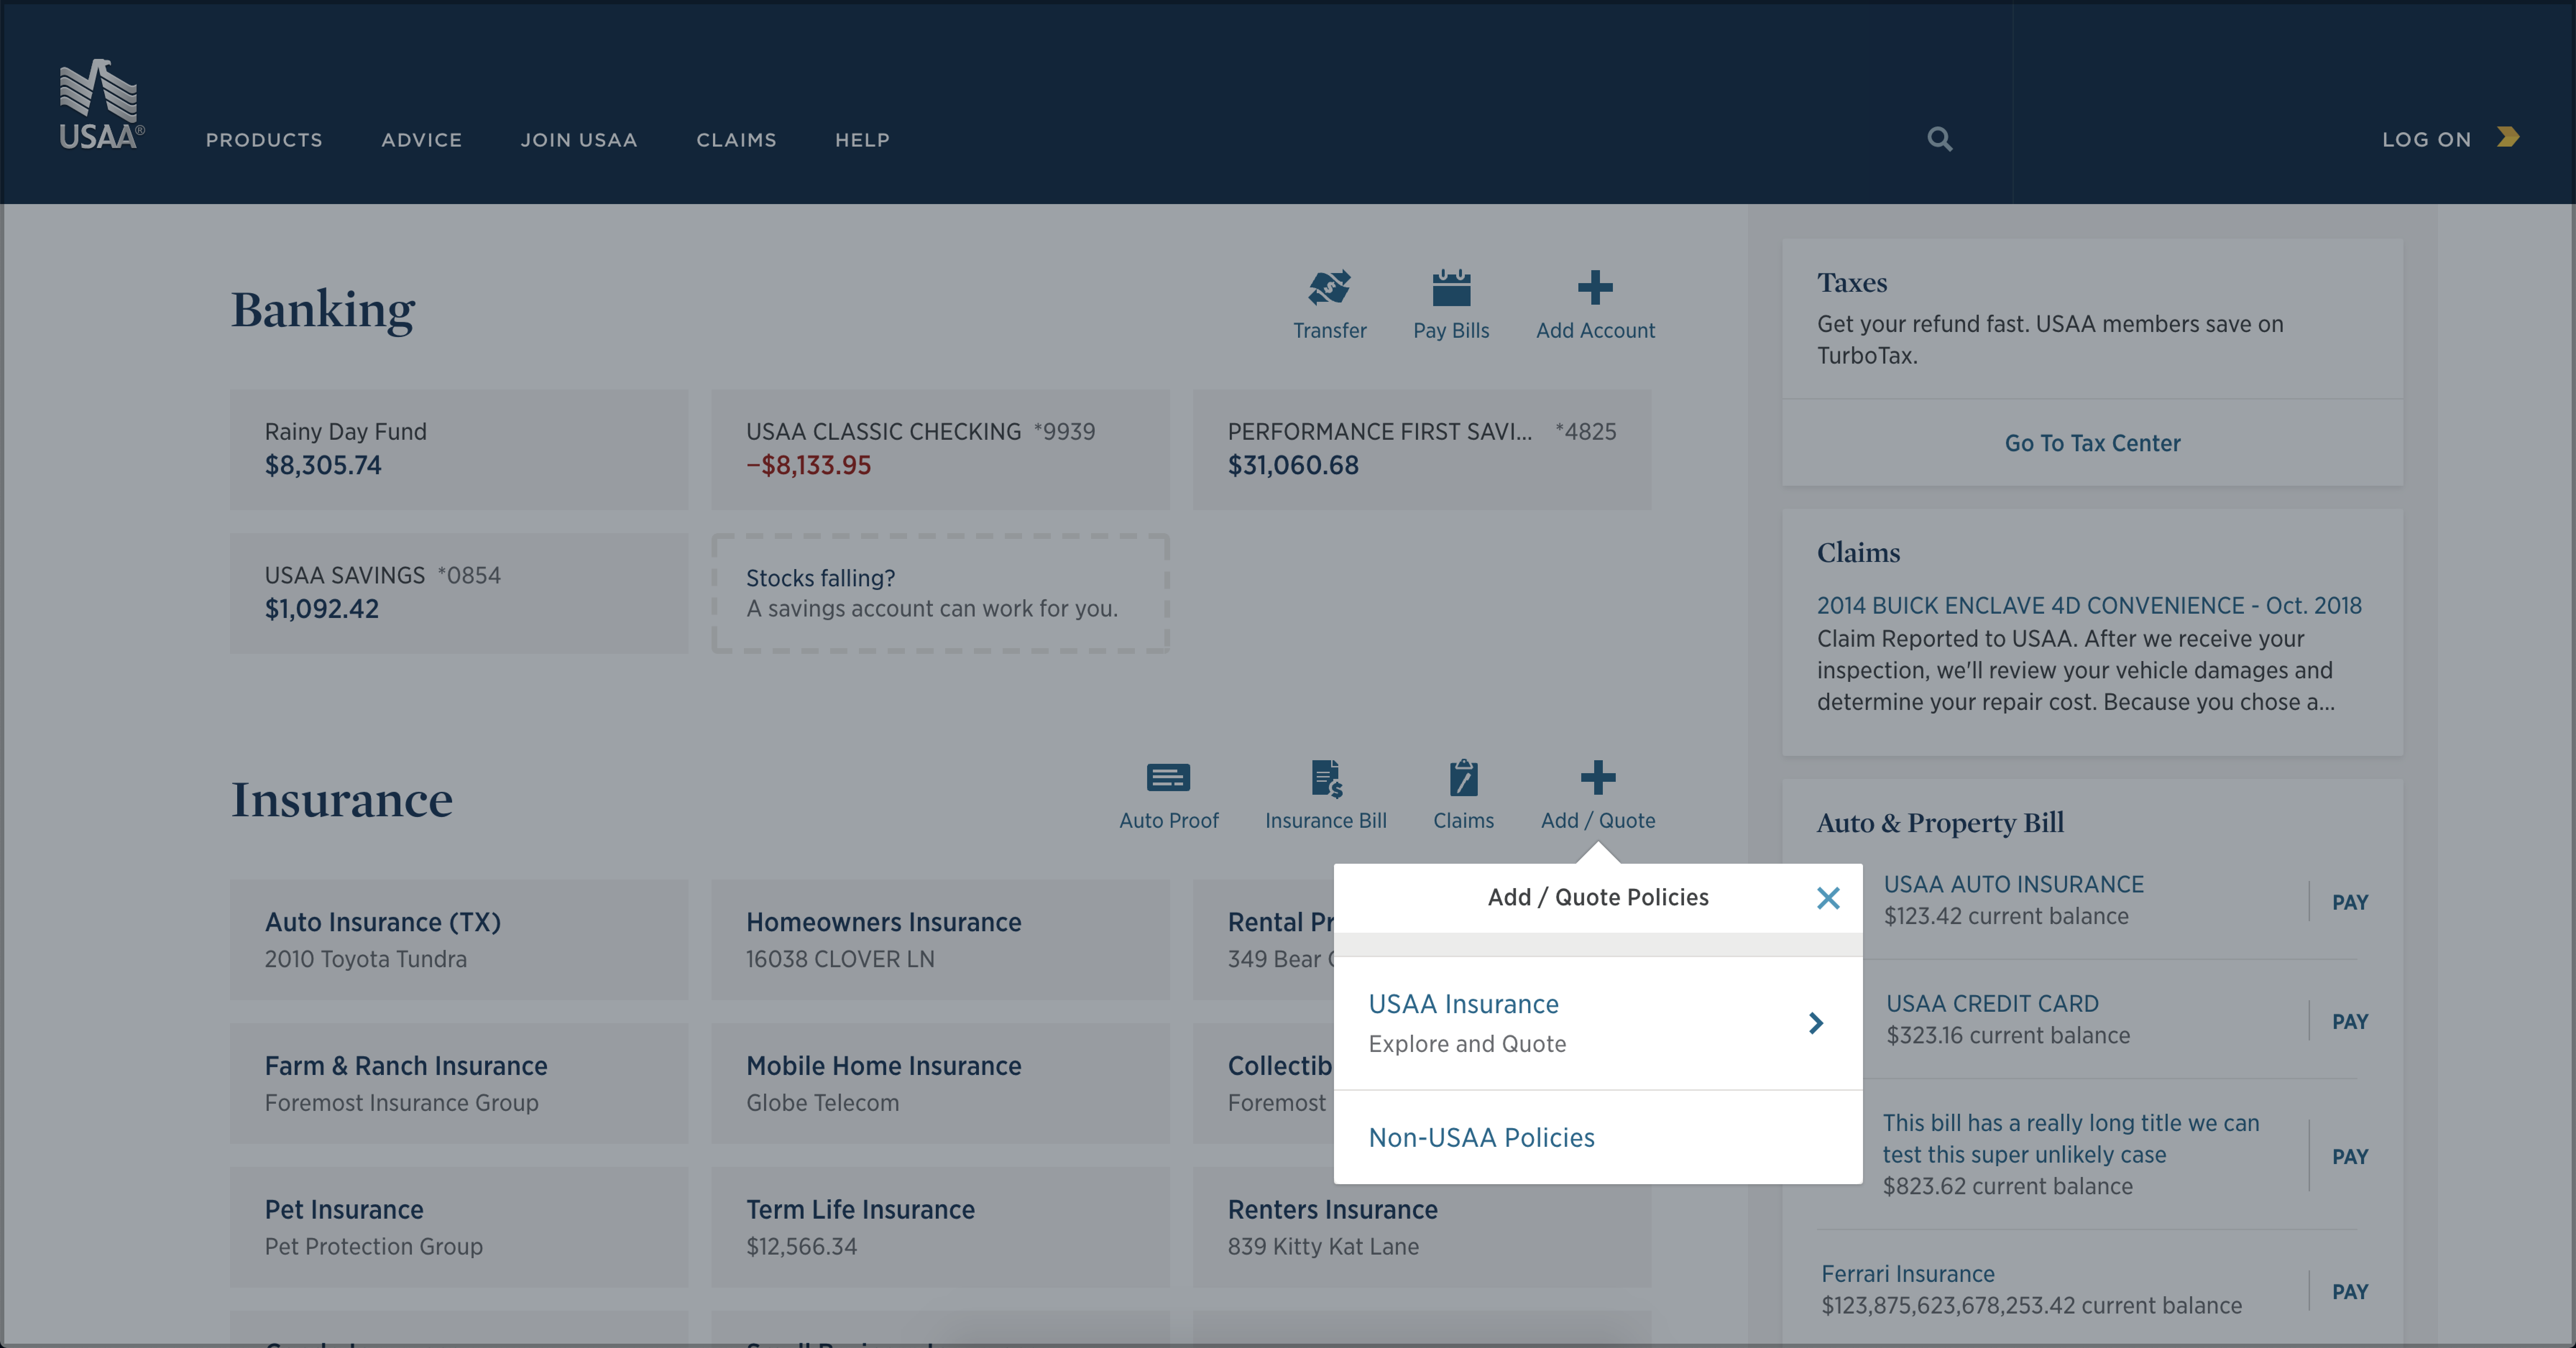 USAA®
PRODUCTS
ADVICE
JOIN USAA
CLAIMS
HELP
LOG ON
Banking
Transfer
Pay Bills
Add Account
Rainy Day Fund
$8,305.74
USAA CLASSIC CHECKING *9939
–$8,133.95
PERFORMANCE FIRST SAVI... *4825
$31,060.68
USAA SAVINGS *0854
$1,092.42
Stocks falling?
A savings account can work for you.
Insurance
Auto Proof
Insurance Bill
Claims
Add / Quote
Add / Quote Policies
USAA Insurance
Explore and Quote
Non-USAA Policies
Auto Insurance (TX)
2010 Toyota Tundra
Homeowners Insurance
16038 CLOVER LN
Rental
349 Bear
Farm & Ranch Insurance
Foremost Insurance Group
Mobile Home Insurance
Globe Telecom
Foremost
Pet Insurance
Pet Protection Group
Term Life Insurance
$12,566.34
Renters Insurance
839 Kitty Kat Lane
Taxes
Get your refund fast. USAA members save on
TurboTax.
Go To Tax Center
Claims
2014 BUICK ENCLAVE 4D CONVENIENCE - Oct. 2018
Claim Reported to USAA. After we receive your
inspection, we'll review your vehicle damages and
determine your repair cost. Because you chose a...
Auto & Property Bill
USAA AUTO INSURANCE
$123.42 current balance
PAY
USAA CREDIT CARD
$323.16 current balance
PAY
This bill has a really long title we can
test this super unlikely case
$823.62 current balance
PAY
Ferrari Insurance
$123,875,623,678,253.42 current balance
PAY